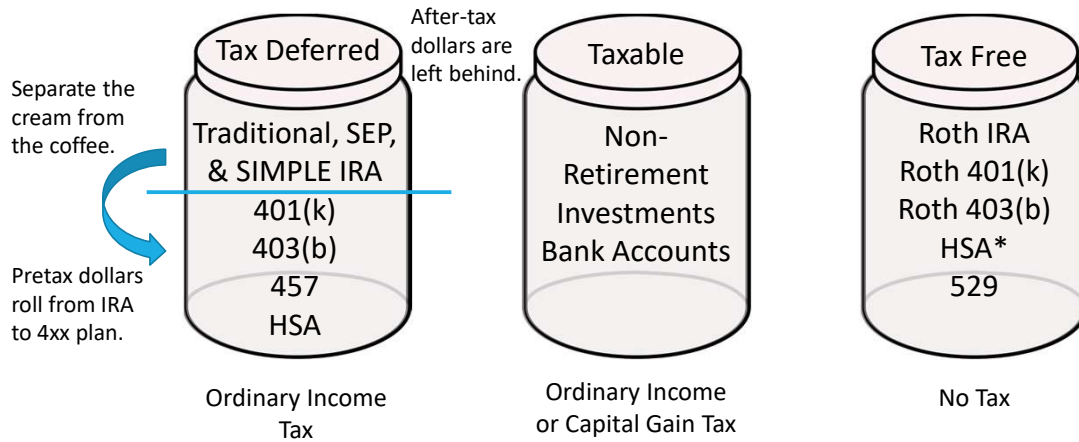 Separate the
cream from
the coffee.
Pretax dollars
roll from IRA
to 4xx plan.
Tax Deferred
Traditional, SEP,
& SIMPLE IRA
401(k)
403(b)
457
HSA
Ordinary Income
Tax
After-tax
dollars are
left behind.
Taxable
Non-
Retirement
Investments
Bank Accounts
Ordinary Income
or Capital Gain Tax
Tax Free
Roth IRA
Roth 401(k)
Roth 403(b)
HSA*
529
No Tax